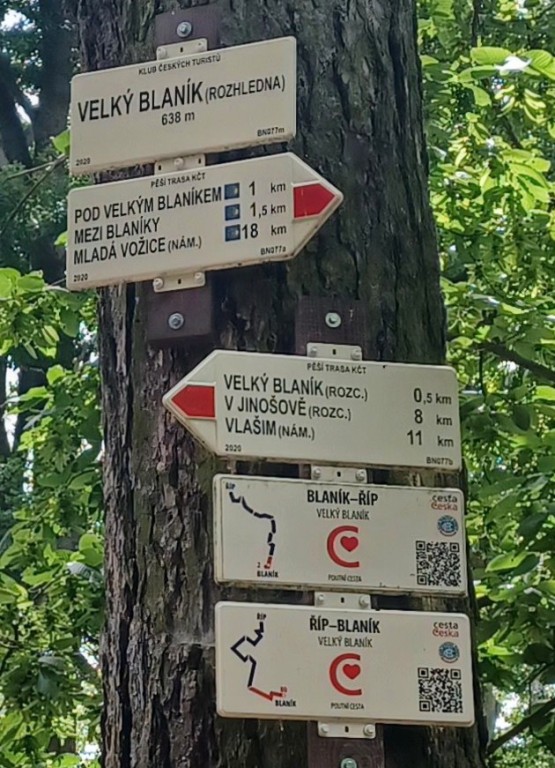 KLUB ČESKÝCH TURISTŮ
VELKÝ BLANÍK (ROZHLEDNA)
638 m
2020 BN077m
PĚŠÍ TRASA KČT
POD VELKÝM BLANÍKEM 1 km
MEZI BLANÍKY 1,5 km
MLADÁ VOŽICE (NÁM.) 18 km
2020 BN077a
PĚŠÍ TRASA KČT
VELKÝ BLANÍK (ROZC.) 0,5 km
V JINOŠOVĚ (ROZC.) 8 km
VLAŠIM (NÁM.) 11 km
2020 BN077b
BLANÍK–ŘÍP
VELKÝ BLANÍK
cesta
česka
ŘÍP
BLANÍK
POUTNÍ CESTA
ŘÍP–BLANÍK
VELKÝ BLANÍK
cesta
česka
ŘÍP
BLANÍK
POUTNÍ CESTA